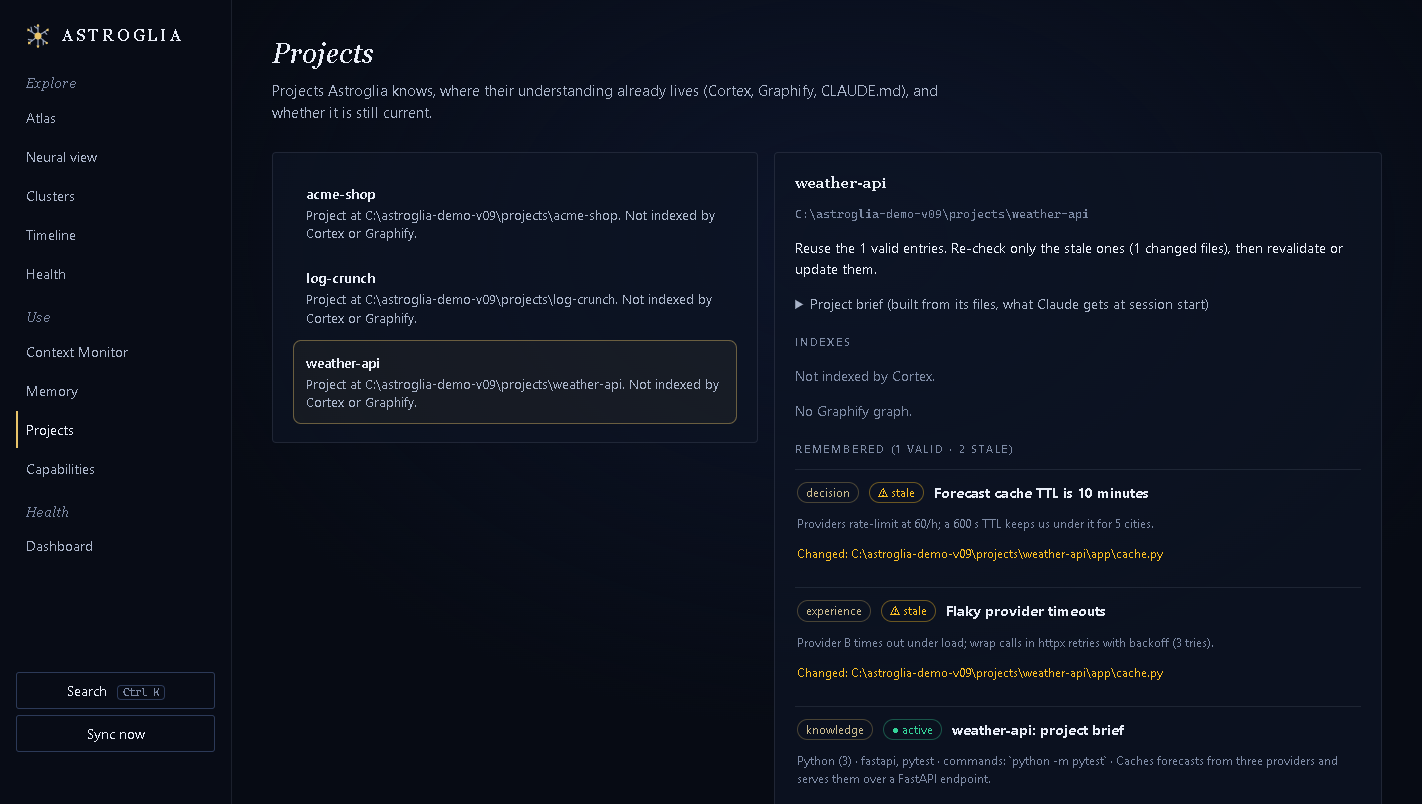 ASTROGLIA
Explore
Atlas
Neural view
Clusters
Timeline
Health
Use
Context Monitor
Memory
Projects
Capabilities
Health
Dashboard
Search Ctrl K
Sync now
Projects
Projects Astroglia knows, where their understanding already lives (Cortex, Graphify, CLAUDE.md), and
whether it is still current.
acme-shop
Project at C:\astroglia-demo-v09\projects\acme-shop. Not indexed by
Cortex or Graphify.
log-crunch
Project at C:\astroglia-demo-v09\projects\log-crunch. Not indexed by
Cortex or Graphify.
weather-api
Project at C:\astroglia-demo-v09\projects\weather-api. Not indexed by
Cortex or Graphify.
weather-api
C:\astroglia-demo-v09\projects\weather-api
Reuse the 1 valid entries. Re-check only the stale ones (1 changed files), then revalidate or
update them.
▶ Project brief (built from its files, what Claude gets at session start)
INDEXES
Not indexed by Cortex.
No Graphify graph.
REMEMBERED (1 VALID · 2 STALE)
decision ⚠ stale Forecast cache TTL is 10 minutes
Providers rate-limit at 60/h; a 600 s TTL keeps us under it for 5 cities.
Changed: C:\astroglia-demo-v09\projects\weather-api\app\cache.py
experience ⚠ stale Flaky provider timeouts
Provider B times out under load; wrap calls in httpx retries with backoff (3 tries).
Changed: C:\astroglia-demo-v09\projects\weather-api\app\cache.py
knowledge ● active weather-api: project brief
Python (3) · fastapi, pytest · commands: `python -m pytest` · Caches forecasts from three providers and
serves them over a FastAPI endpoint.